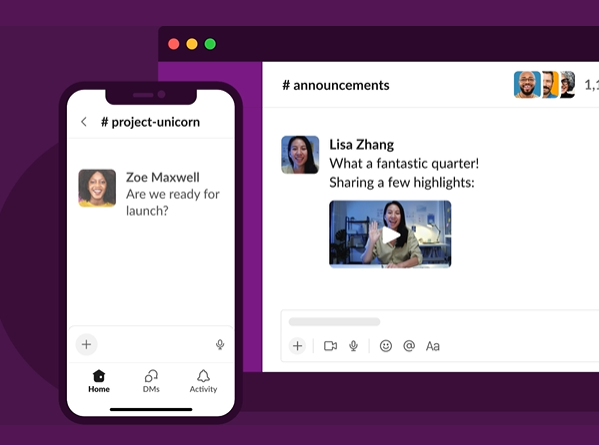 # announcements
1,1
Lisa Zhang
What a fantastic quarter!
Sharing a few highlights:
Aa
# project-unicorn
Zoe Maxwell
Are we ready for
launch?
Home
DMs
Activity